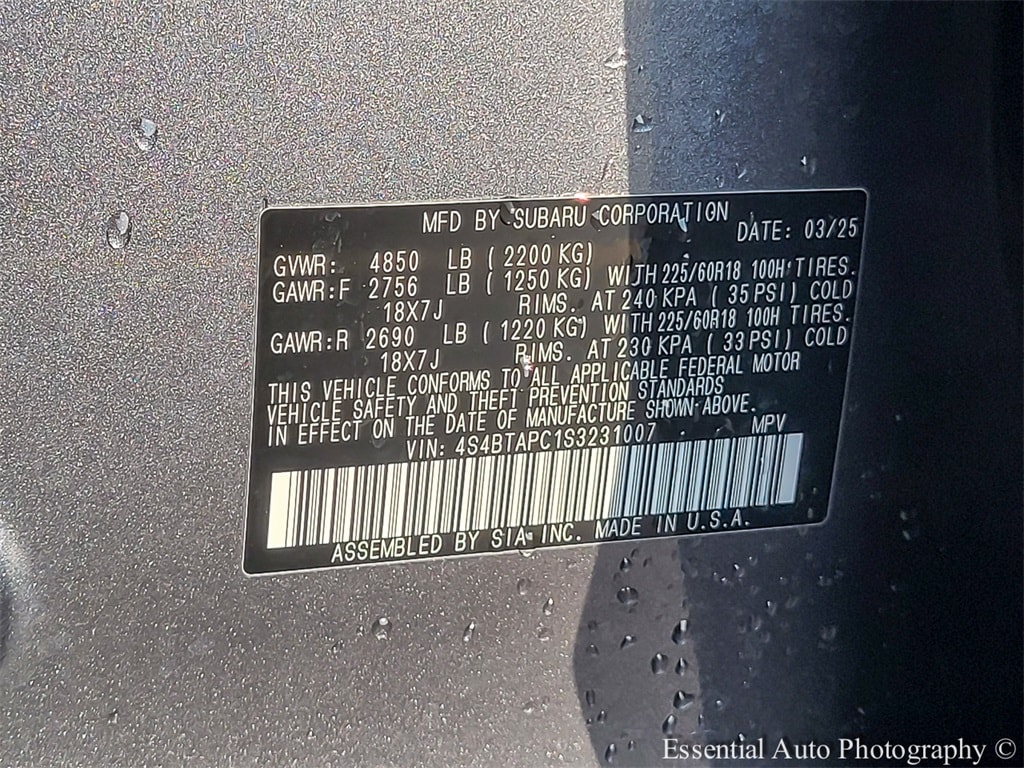 MFD BY SUBARU CORPORATION
DATE: 03/25
GVWR: 4850 LB (2200 KG)
GAWR:F 2756 LB (1250 KG) WITH 225/60R18 100H TIRES.
18X7J RIMS. AT 240 KPA (35 PSI) COLD
GAWR:R 2690 LB (1220 KG) WITH 225/60R18 100H TIRES.
18X7J RIMS. AT 230 KPA (33 PSI) COLD
THIS VEHICLE CONFORMS TO ALL APPLICABLE FEDERAL MOTOR
VEHICLE SAFETY AND THEFT PREVENTION STANDARDS
IN EFFECT ON THE DATE OF MANUFACTURE SHOWN ABOVE.
VIN: 4S4BTAPC1S3231007 MPV
ASSEMBLED BY SIA, INC. MADE IN U.S.A.
Essential Auto Photography ©